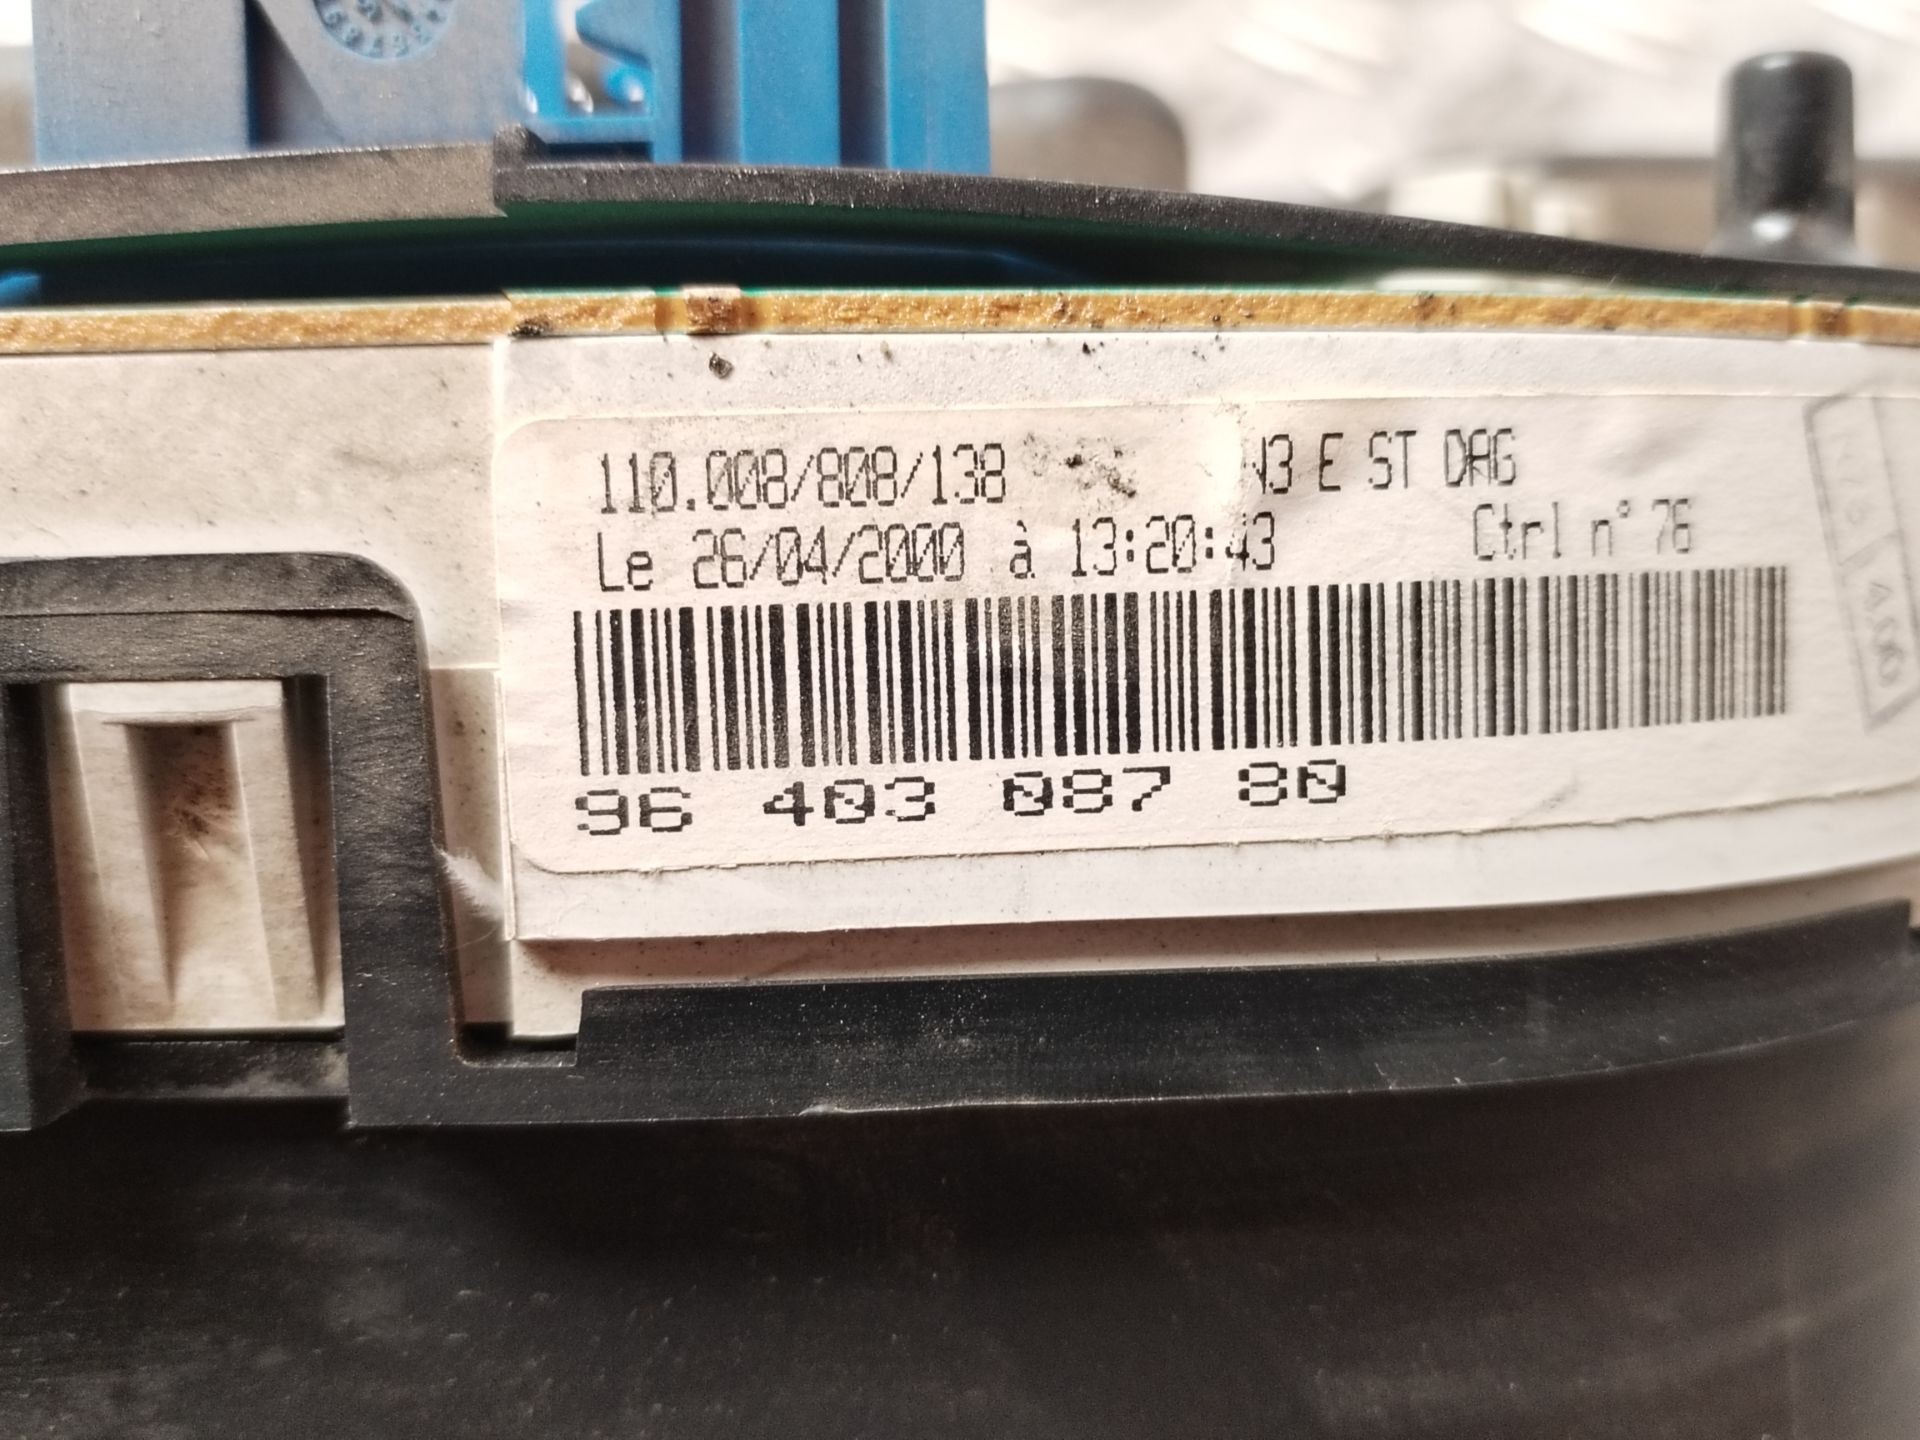 110.008/808/138 N3 E ST DAG
Le 26/04/2000 à 13:20:43 Ctrl n° 76
96 403 087 80